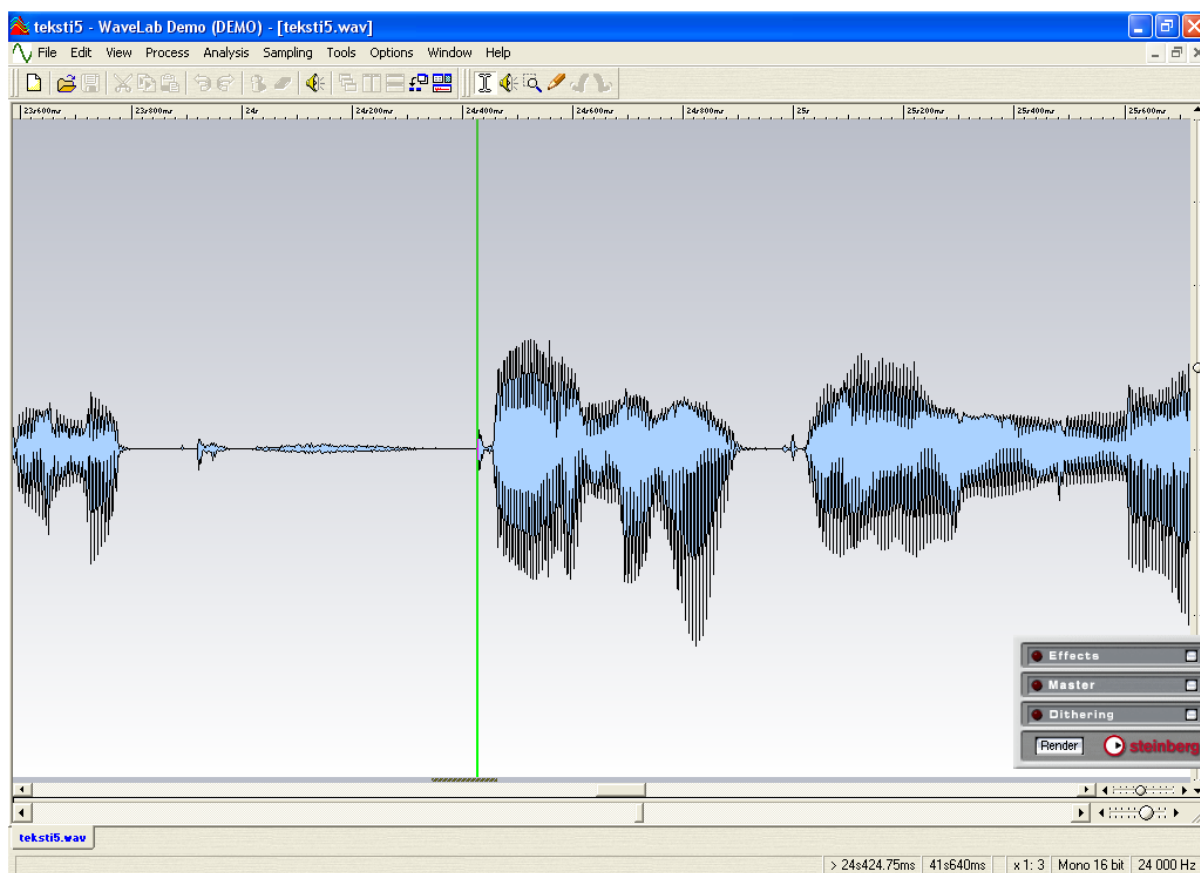 teksti5 - WaveLab Demo (DEMO) - [teksti5.wav]
File Edit View Process Analysis Sampling Tools Options Window Help
23s600ms 23s800ms 24s 24s200ms 24s400ms 24s600ms 24s800ms 25s 25s200ms 25s400ms 25s600ms
Effects
Master
Dithering
Render steinberg
teksti5.wav
> 24s424.75ms 41s640ms x 1: 3 Mono 16 bit 24 000 Hz